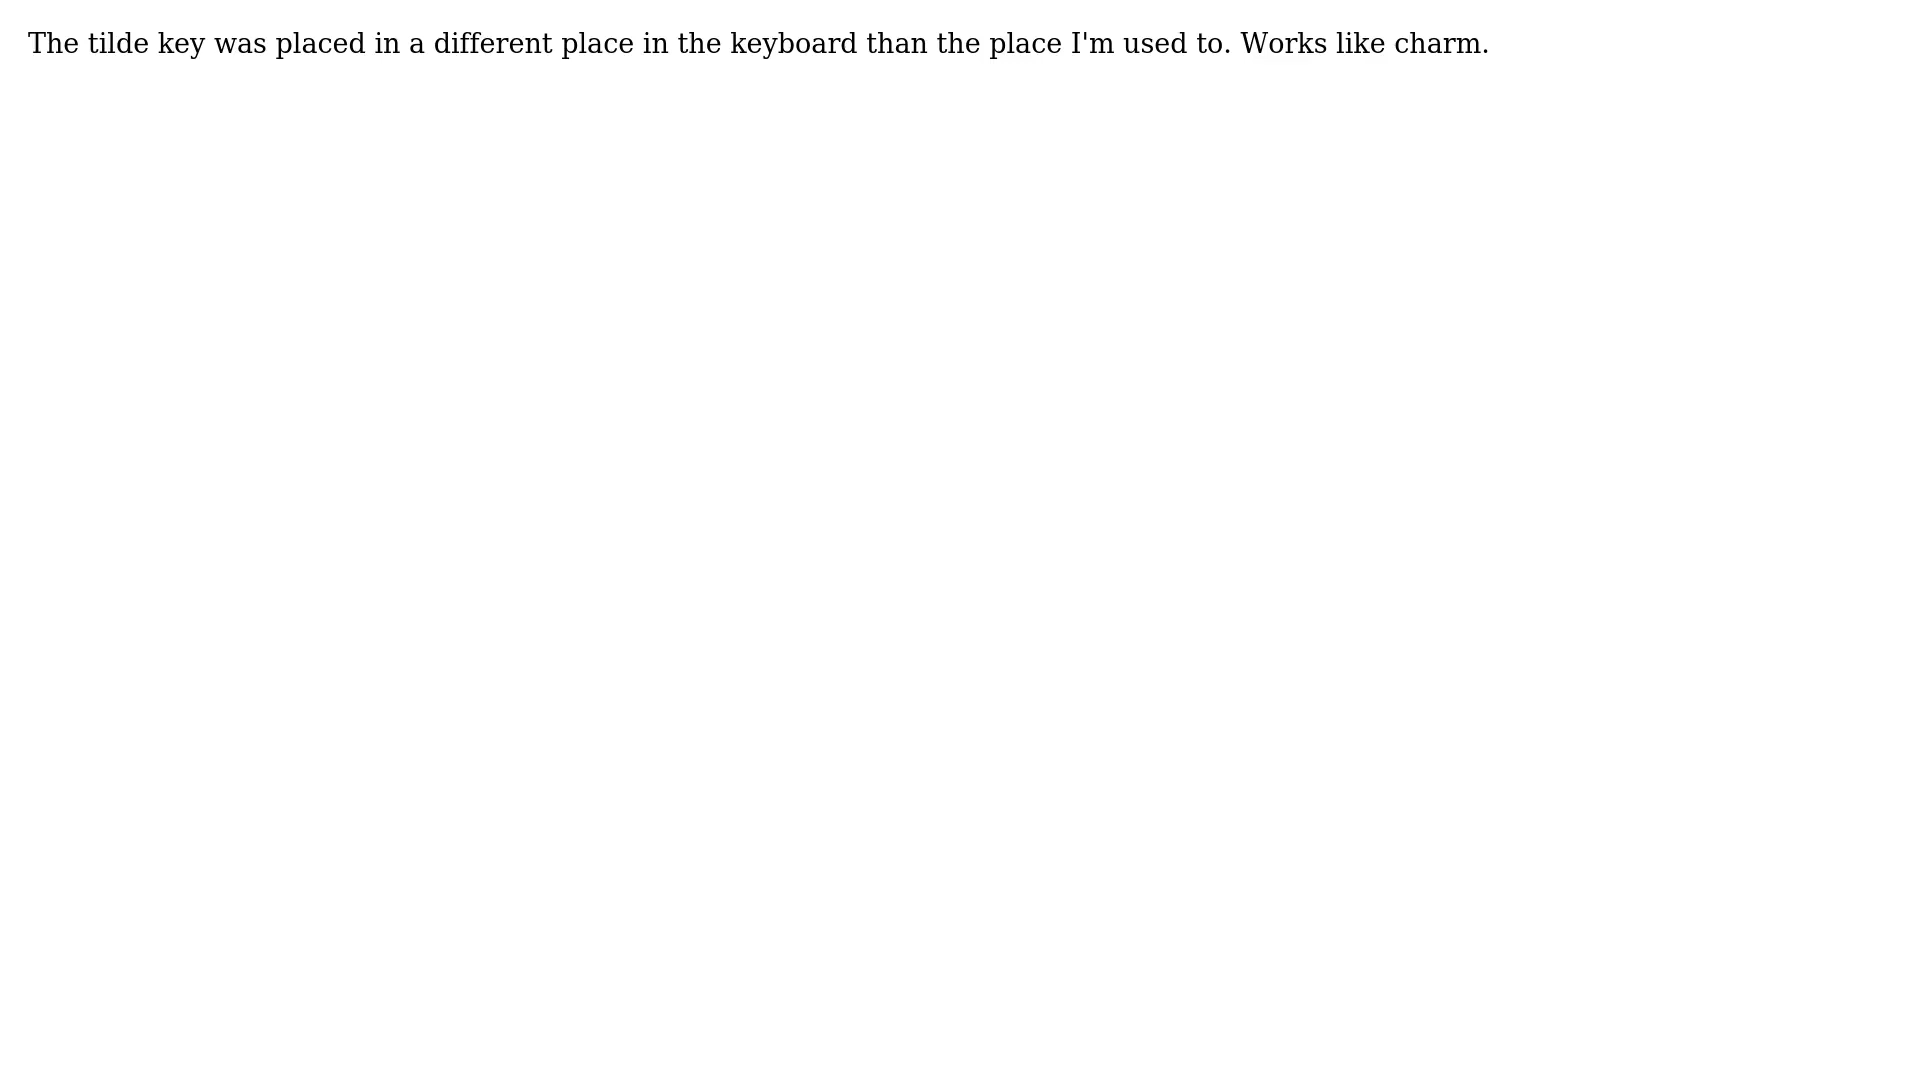 The tilde key was placed in a different place in the keyboard than the place I'm used to. Works like charm.